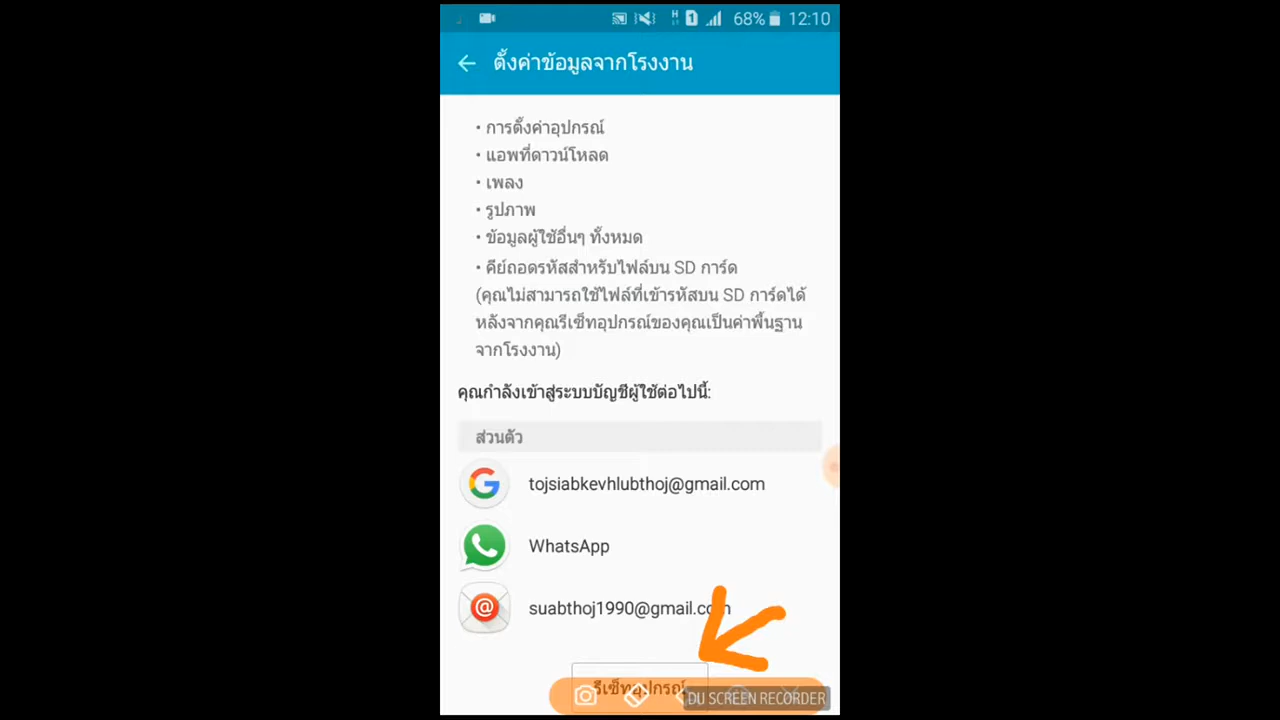 68% 12:10
ตั้งค่าข้อมูลจากโรงงาน
• การตั้งค่าอุปกรณ์
• แอพที่ดาวน์โหลด
• เพลง
• รูปภาพ
• ข้อมูลผู้ใช้อื่นๆ ทั้งหมด
• คีย์ถอดรหัสสำหรับไฟล์บน SD การ์ด
(คุณไม่สามารถใช้ไฟล์ที่เข้ารหัสบน SD การ์ดได้
หลังจากคุณรีเซ็ทอุปกรณ์ของคุณเป็นค่าพื้นฐาน
จากโรงงาน)
คุณกำลังเข้าสู่ระบบบัญชีผู้ใช้ต่อไปนี้:
ส่วนตัว
tojsiabkevhlubthoj@gmail.com
WhatsApp
suabthoj1990@gmail.com
รีเซ็ทอุปกรณ์
DU SCREEN RECORDER